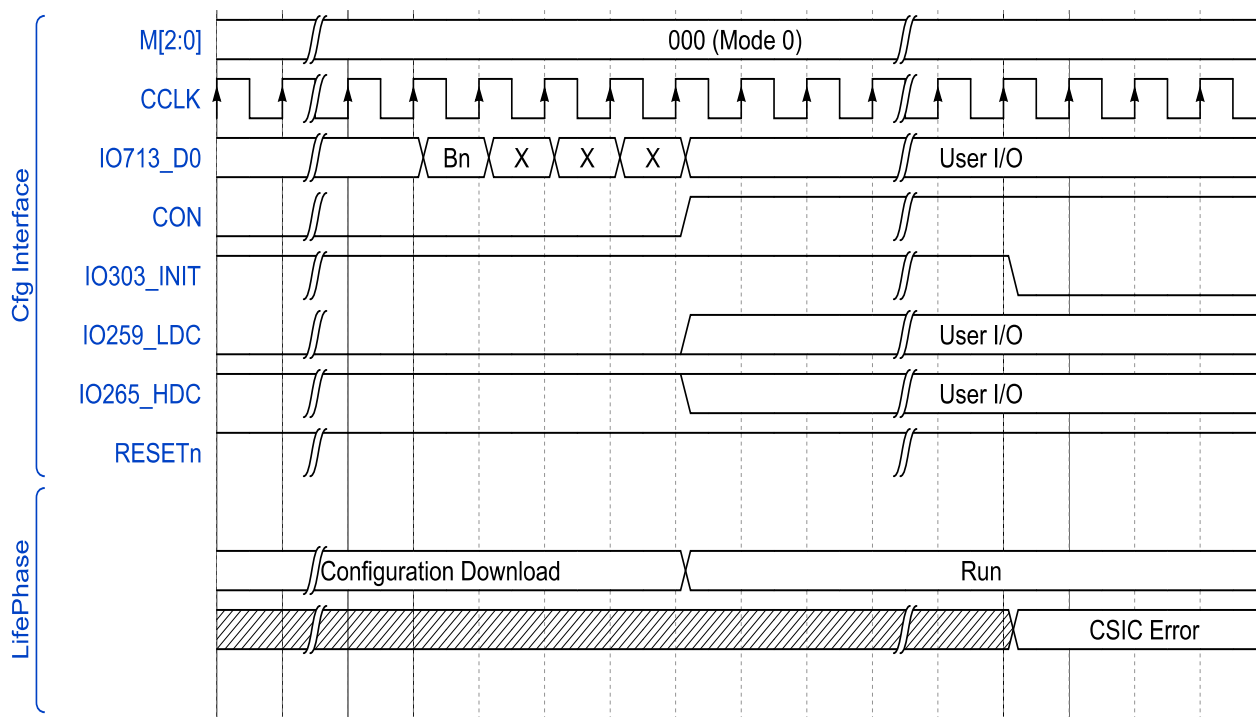 Cfg Interface
M[2:0]
000 (Mode 0)
CCLK
IO713_D0
Bn
X
X
X
User I/O
CON
IO303_INIT
IO259_LDC
User I/O
IO265_HDC
User I/O
RESETn
LifePhase
Configuration Download
Run
CSIC Error